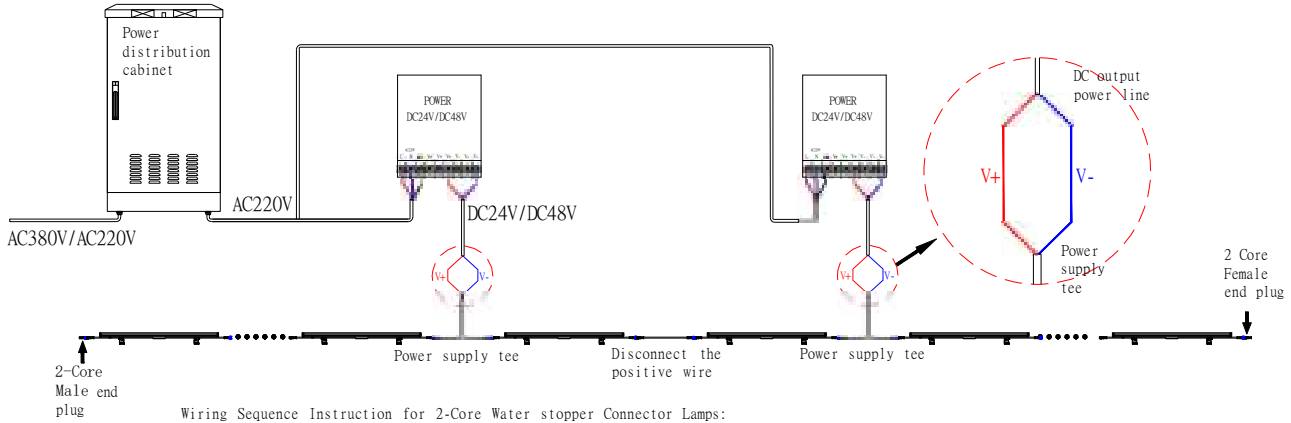 Power
distribution
cabinet
POWER
DC24V/DC48V
POWER
DC24V/DC48V
DC output
power line
V+
V-
AC220V
DC24V/DC48V
AC380V/AC220V
V+
V-
V+
V-
Power
supply
tee
2 Core
Female
end plug
Power supply tee
Disconnect the
positive wire
Power supply tee
2-Core
Male end
plug
Wiring Sequence Instruction for 2-Core Water stopper Connector Lamps: